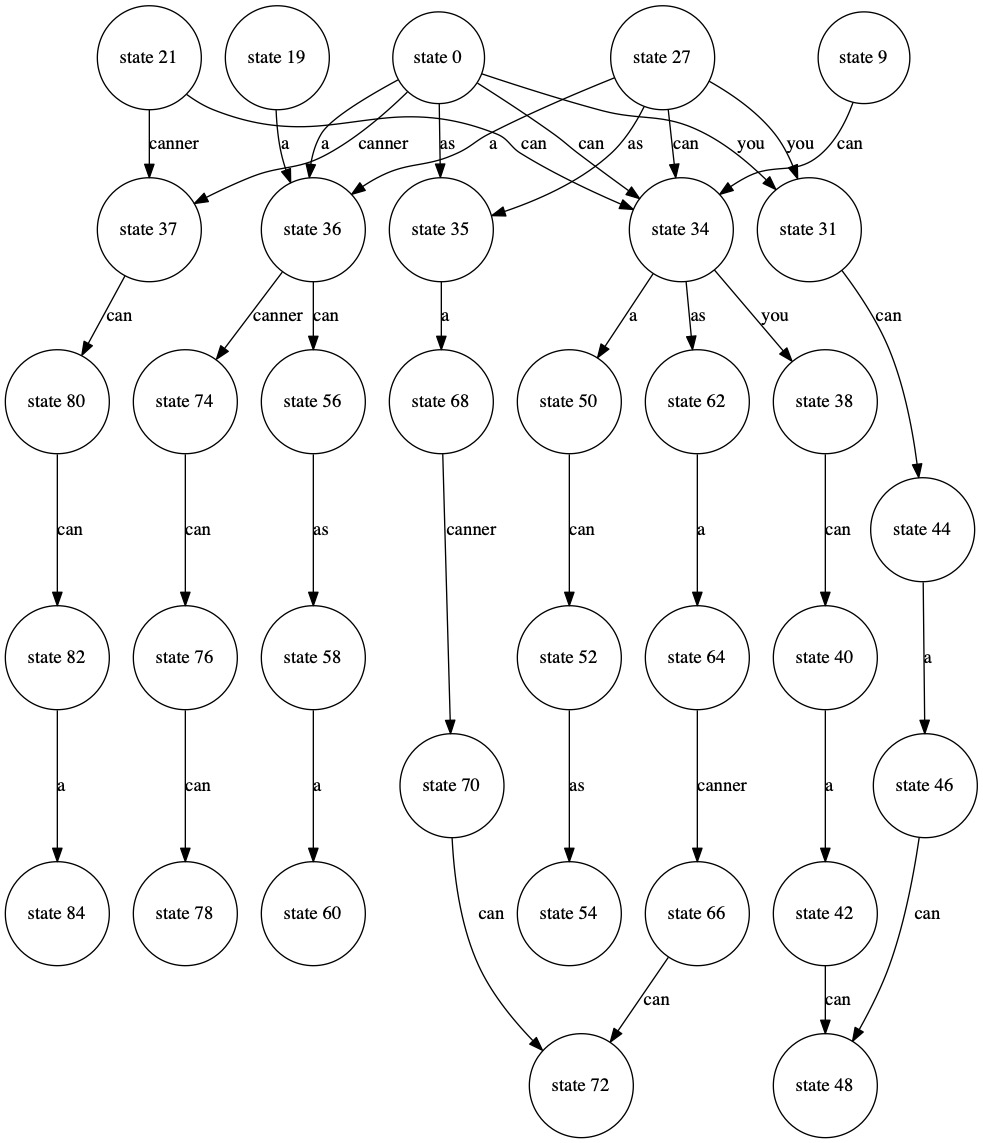 state 21
state 19
state 0
state 27
state 9
canner
a
a
canner
as
a
can
can
as
can
you
you
can
state 37
state 36
state 35
state 34
state 31
can
canner
can
a
a
as
you
can
state 80
state 74
state 56
state 68
state 50
state 62
state 38
can
can
as
canner
can
a
can
state 44
state 82
state 76
state 58
state 52
state 64
state 40
a
a
can
a
state 70
as
canner
a
state 46
state 84
state 78
state 60
can
state 54
state 66
state 42
can
can
can
state 72
state 48